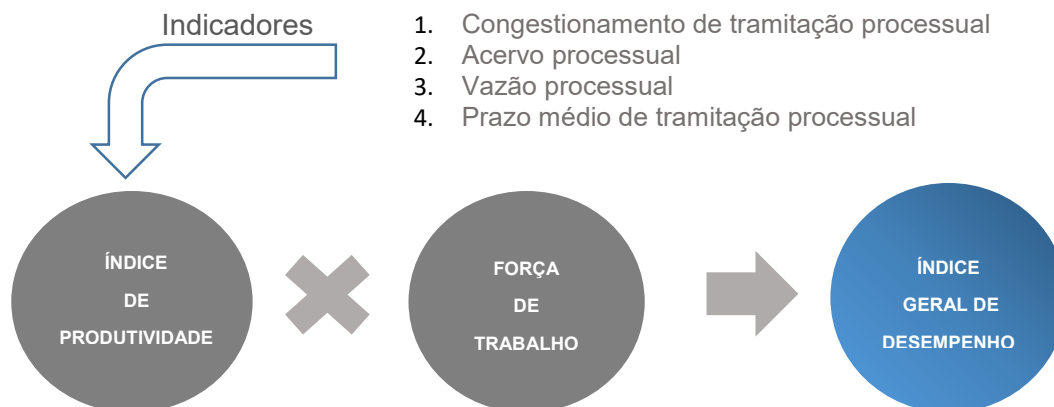 Indicadores
1. Congestionamento de tramitação processual
2. Acervo processual
3. Vazão processual
4. Prazo médio de tramitação processual
ÍNDICE
DE
PRODUTIVIDADE
FORÇA
DE
TRABALHO
ÍNDICE
GERAL DE
DESEMPENHO